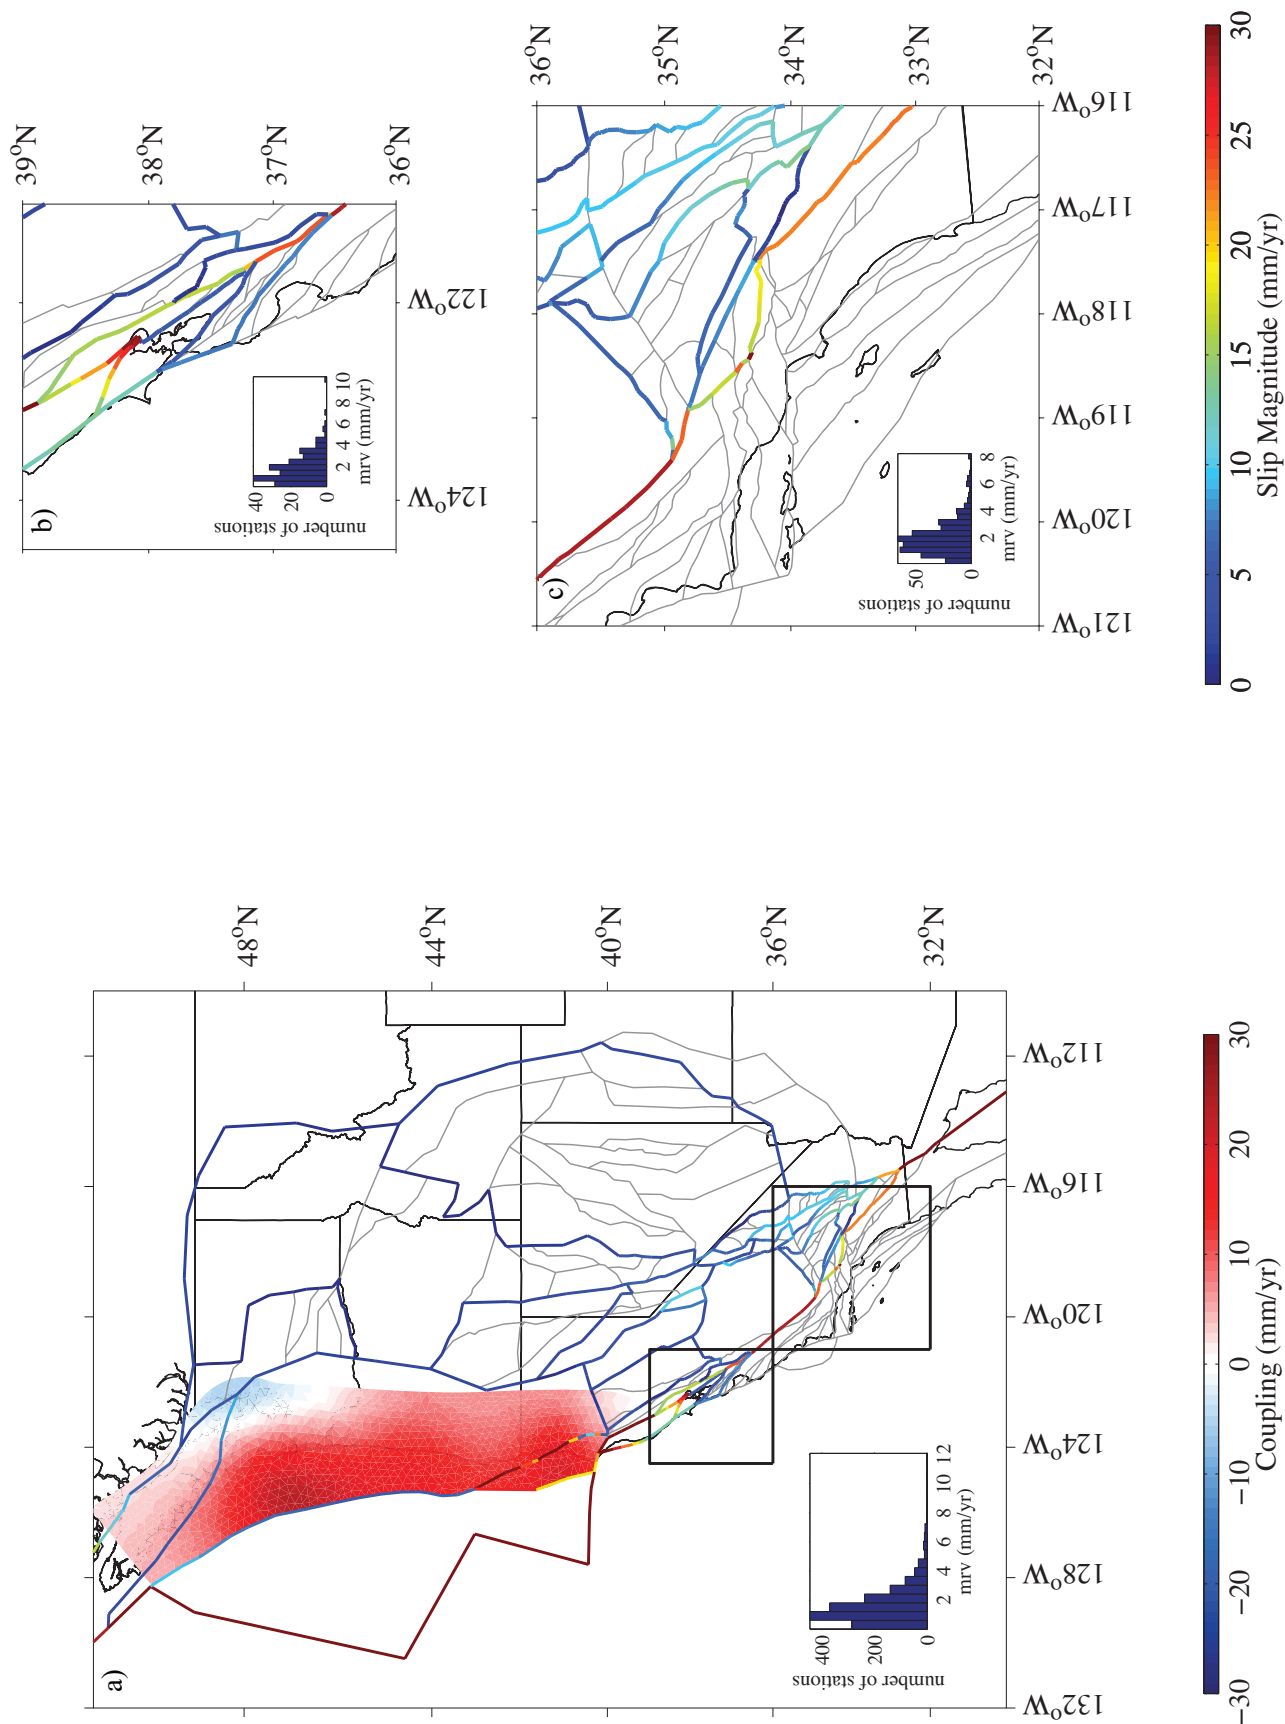 a)
48°N
44°N
40°N
36°N
32°N
132°W
128°W
124°W
120°W
116°W
112°W
number of stations
400
200
0
2 4 6 8 10 12
mrv (mm/yr)
−30 −20 −10 0 10 20 30
Coupling (mm/yr)
b)
39°N
38°N
37°N
36°N
124°W
122°W
number of stations
40
20
0
2 4 6 8 10
mrv (mm/yr)
c)
36°N
35°N
34°N
33°N
32°N
121°W
120°W
119°W
118°W
117°W
116°W
number of stations
50
0
2 4 6 8
mrv (mm/yr)
0 5 10 15 20 25 30
Slip Magnitude (mm/yr)